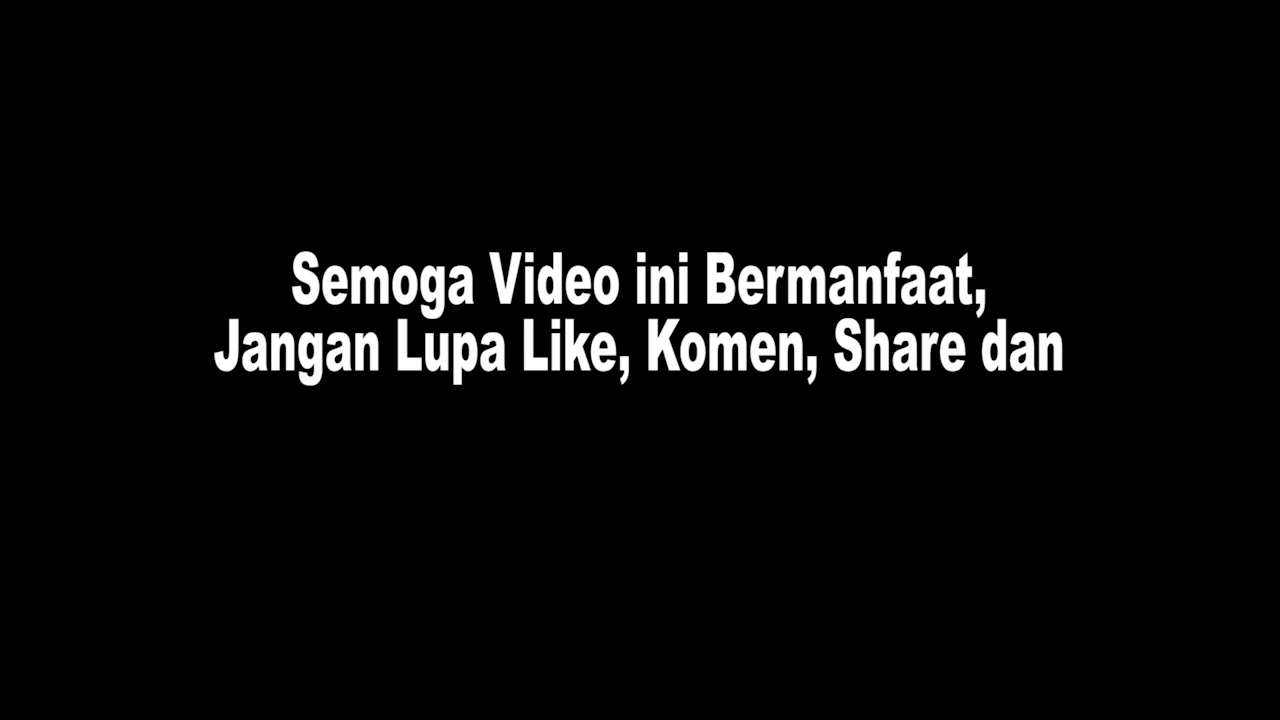 Semoga Video ini Bermanfaat,
Jangan Lupa Like, Komen, Share dan